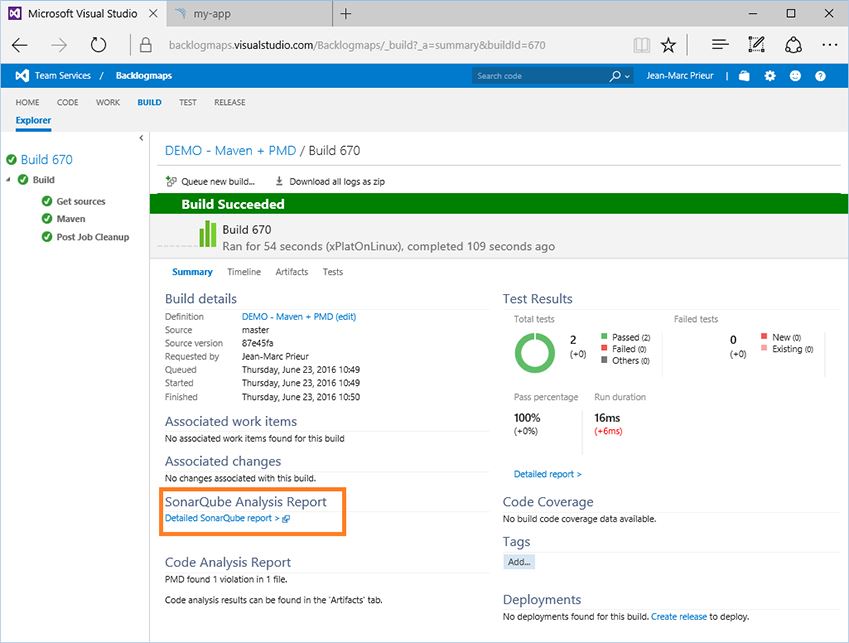 Microsoft Visual Studio
my-app
backlogmaps.visualstudio.com/Backlogmaps/_build?_a=summary&buildId=670
Team Services / Backlogmaps
Search code
Jean-Marc Prieur
HOME CODE WORK BUILD TEST RELEASE
Explorer
Build 670
Build
Get sources
Maven
Post Job Cleanup
DEMO - Maven + PMD / Build 670
Queue new build... Download all logs as zip
Build Succeeded
Build 670
Ran for 54 seconds (xPlatOnLinux), completed 109 seconds ago
Summary Timeline Artifacts Tests
Build details
Definition DEMO - Maven + PMD (edit)
Source master
Source version 87e45fa
Requested by Jean-Marc Prieur
Queued Thursday, June 23, 2016 10:49
Started Thursday, June 23, 2016 10:49
Finished Thursday, June 23, 2016 10:50
Associated work items
No associated work items found for this build
Associated changes
No changes associated with this build.
SonarQube Analysis Report
Detailed SonarQube report >
Code Analysis Report
PMD found 1 violation in 1 file.
Code analysis results can be found in the 'Artifacts' tab.
Test Results
Total tests
2
(+0)
Passed (2)
Failed (0)
Others (0)
Failed tests
0
(+0)
New (0)
Existing (0)
Pass percentage
100%
(+0%)
Run duration
16ms
(+6ms)
Detailed report >
Code Coverage
No build code coverage data available.
Tags
Add...
Deployments
No deployments found for this build. Create release to deploy.